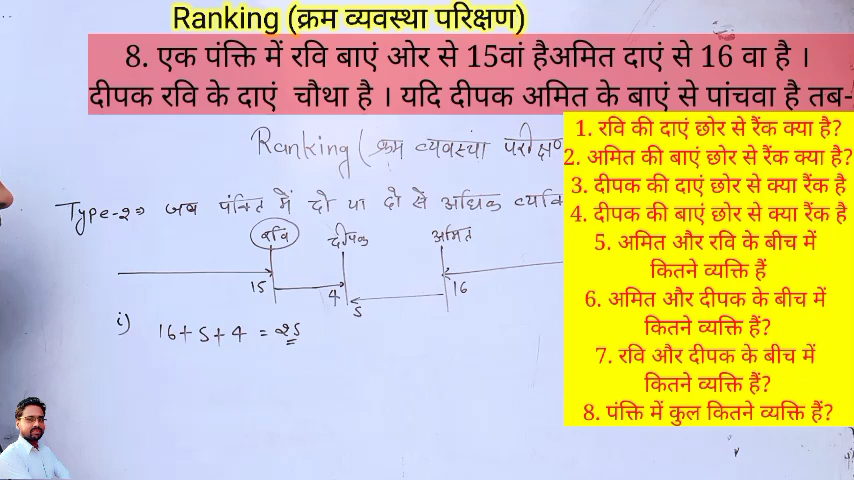 Ranking (क्रम व्यवस्था परिक्षण)
8. एक पंक्ति में रवि बाएं ओर से 15वां हैअमित दाएं से 16 वा है ।
दीपक रवि के दाएं चौथा है । यदि दीपक अमित के बाएं से पांचवा है तब-
1. रवि की दाएं छोर से रैंक क्या है?
2. अमित की बाएं छोर से रैंक क्या है?
3. दीपक की दाएं छोर से क्या रैंक है
4. दीपक की बाएं छोर से क्या रैंक है
5. अमित और रवि के बीच में
कितने व्यक्ति हैं
6. अमित और दीपक के बीच में
कितने व्यक्ति हैं?
7. रवि और दीपक के बीच में
कितने व्यक्ति हैं?
8. पंक्ति में कुल कितने व्यक्ति हैं?
Ranking (क्रम व्यवस्था परीक्षण
Type-2⇒ जब पंक्ति में दो या दो से अधिक व्यक्ति
रवि दीपक अमित
15 4 5 16
i) 16+5+4 = 25